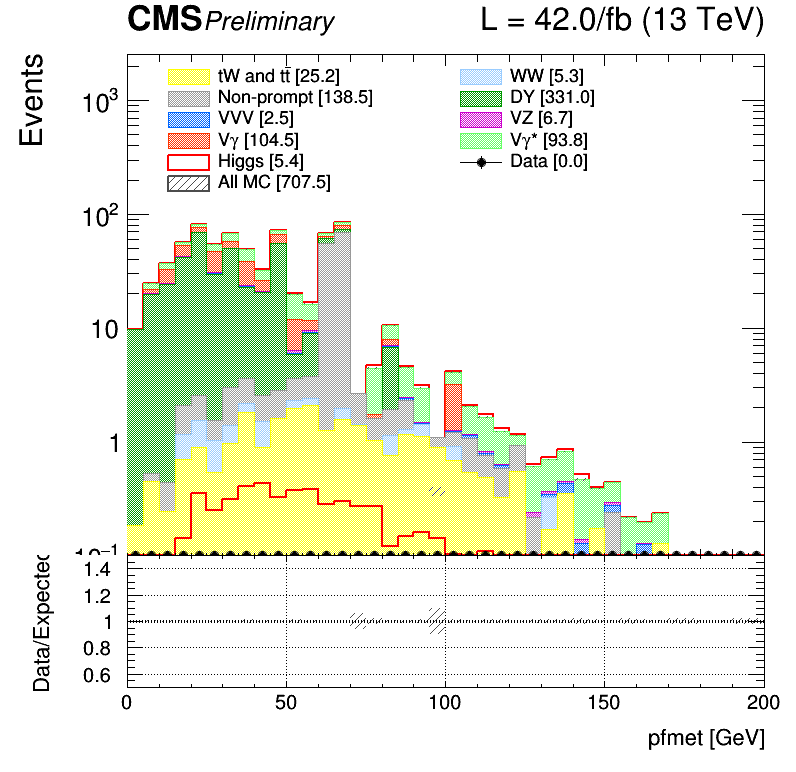 CMS Preliminary L = 42.0/fb (13 TeV)
Events
tW and tt̄ [25.2] WW [5.3]
Non-prompt [138.5] DY [331.0]
VVV [2.5] VZ [6.7]
Vγ [104.5] Vγ* [93.8]
Higgs [5.4] Data [0.0]
All MC [707.5]
10³
10²
10
1
10⁻¹
Data/Expected
1.4
1.2
1
0.8
0.6
0 50 100 150 200
pfmet [GeV]